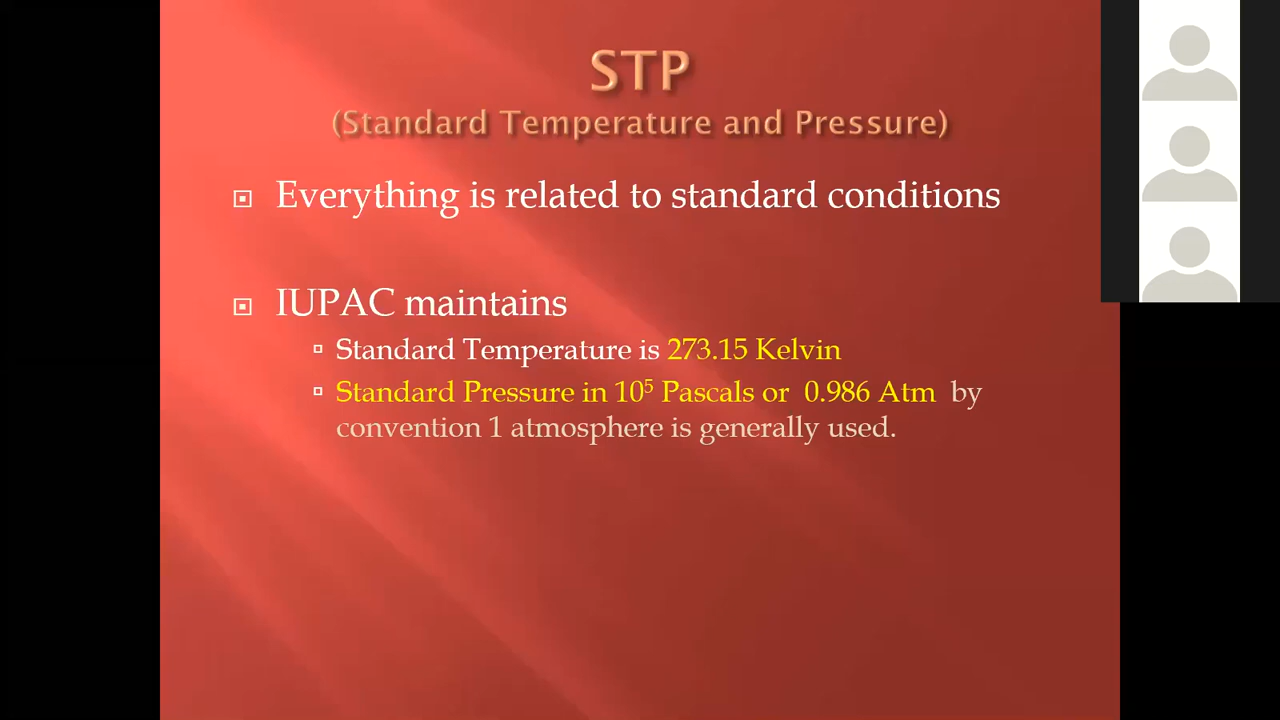 STP
(Standard Temperature and Pressure)
Everything is related to standard conditions
IUPAC maintains
Standard Temperature is 273.15 Kelvin
Standard Pressure in 10⁵ Pascals or 0.986 Atm by
convention 1 atmosphere is generally used.